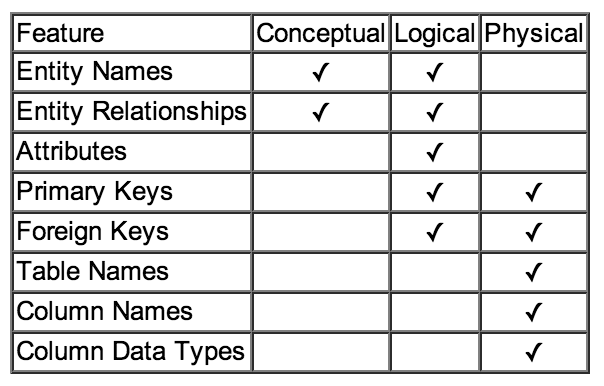 Feature Conceptual Logical Physical
Entity Names ✓ ✓
Entity Relationships ✓ ✓
Attributes ✓
Primary Keys ✓ ✓
Foreign Keys ✓ ✓
Table Names ✓
Column Names ✓
Column Data Types ✓